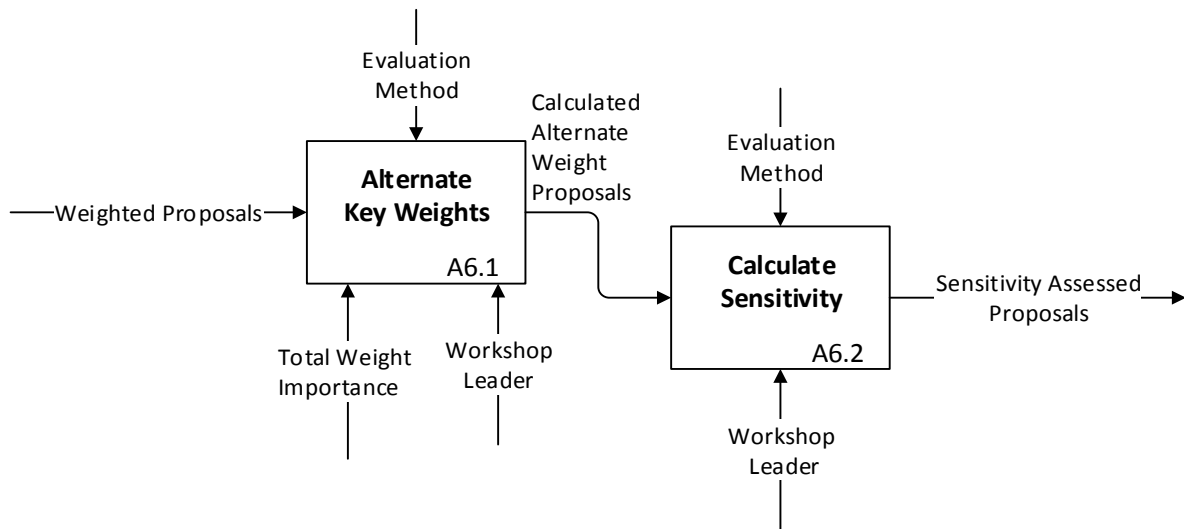 Evaluation
Method
Calculated
Alternate
Weight
Proposals
Evaluation
Method
Alternate
Key Weights
A6.1
Weighted Proposals
Calculate
Sensitivity
A6.2
Sensitivity Assessed
Proposals
Total Weight
Importance
Workshop
Leader
Workshop
Leader